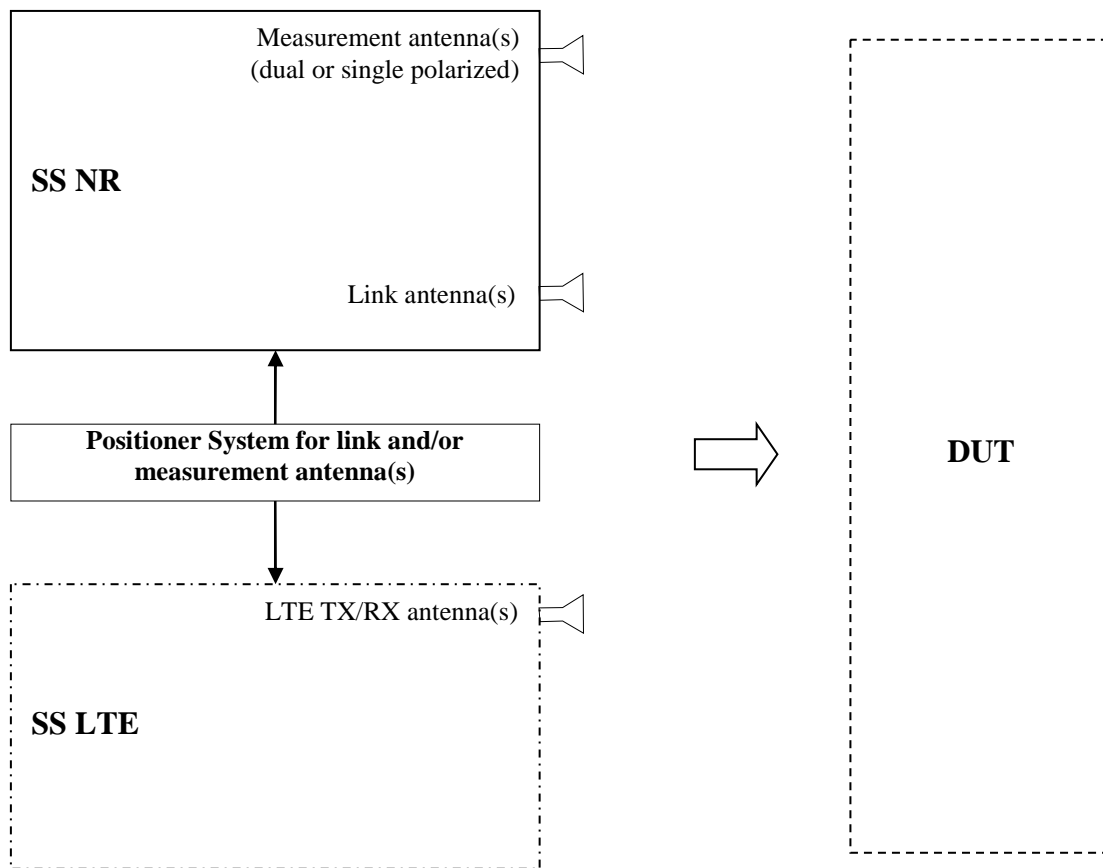 Measurement antenna(s)
(dual or single polarized)
SS NR
Link antenna(s)
Positioner System for link and/or
measurement antenna(s)
DUT
LTE TX/RX antenna(s)
SS LTE